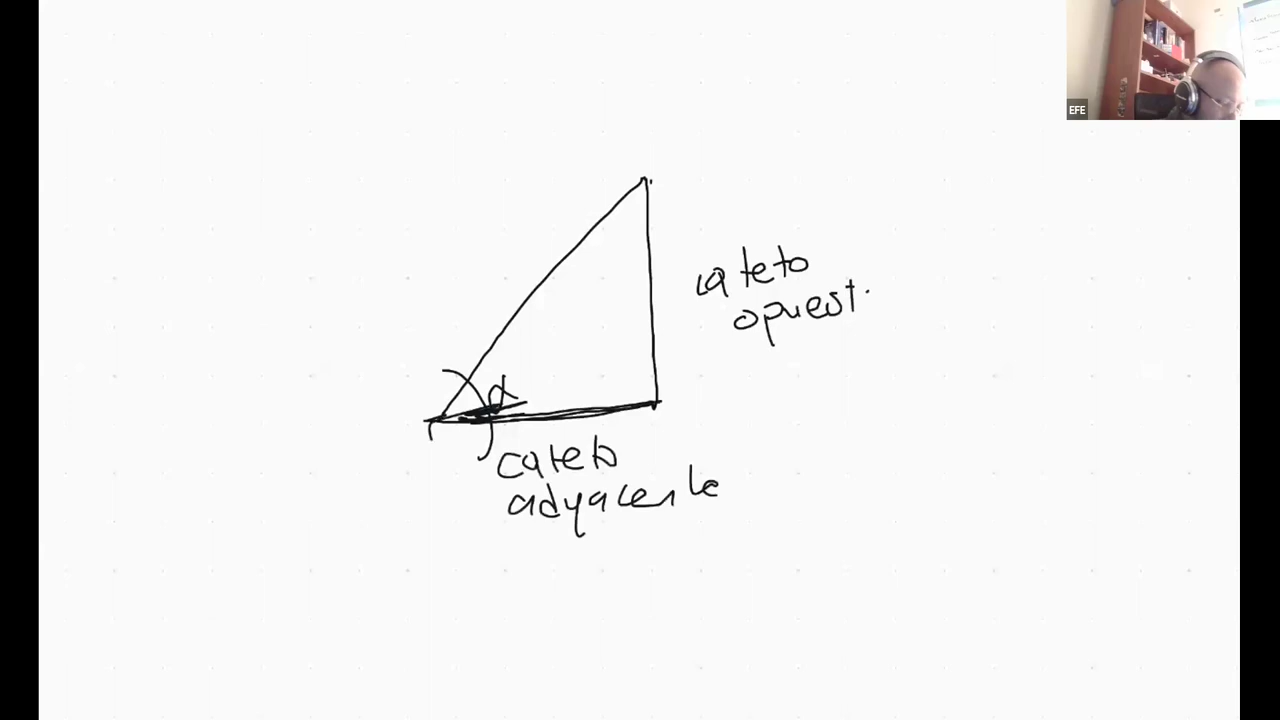 EFE
cateto
opuest.
α
cateto
adyacente